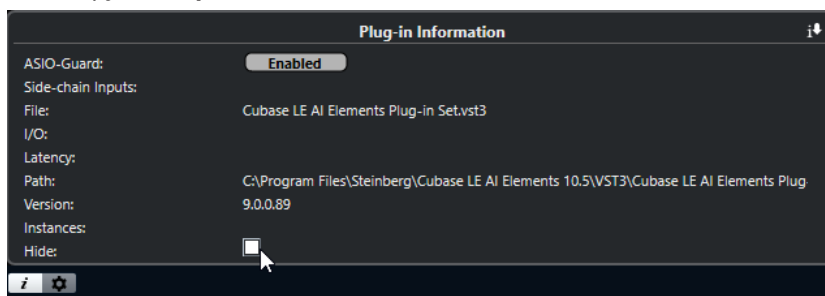 Plug-in Information
ASIO-Guard: Enabled
Side-chain Inputs:
File: Cubase LE AI Elements Plug-in Set.vst3
I/O:
Latency:
Path: C:\Program Files\Steinberg\Cubase LE AI Elements 10.5\VST3\Cubase LE AI Elements Plug-
Version: 9.0.0.89
Instances:
Hide:
i